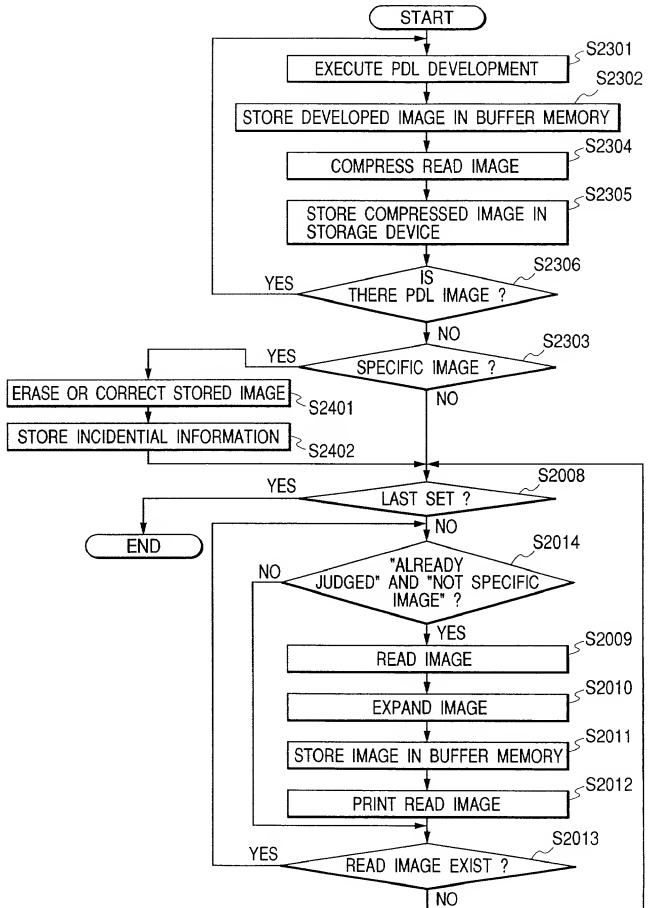 START
S2301
EXECUTE PDL DEVELOPMENT
S2302
STORE DEVELOPED IMAGE IN BUFFER MEMORY
S2304
COMPRESS READ IMAGE
S2305
STORE COMPRESSED IMAGE IN
STORAGE DEVICE
S2306
IS
THERE PDL IMAGE ?
YES
NO
S2303
SPECIFIC IMAGE ?
YES
NO
ERASE OR CORRECT STORED IMAGE
S2401
STORE INCIDENTIAL INFORMATION
S2402
S2008
LAST SET ?
YES
NO
END
S2014
"ALREADY
JUDGED" AND "NOT SPECIFIC
IMAGE" ?
NO
YES
S2009
READ IMAGE
S2010
EXPAND IMAGE
S2011
STORE IMAGE IN BUFFER MEMORY
S2012
PRINT READ IMAGE
S2013
READ IMAGE EXIST ?
YES
NO